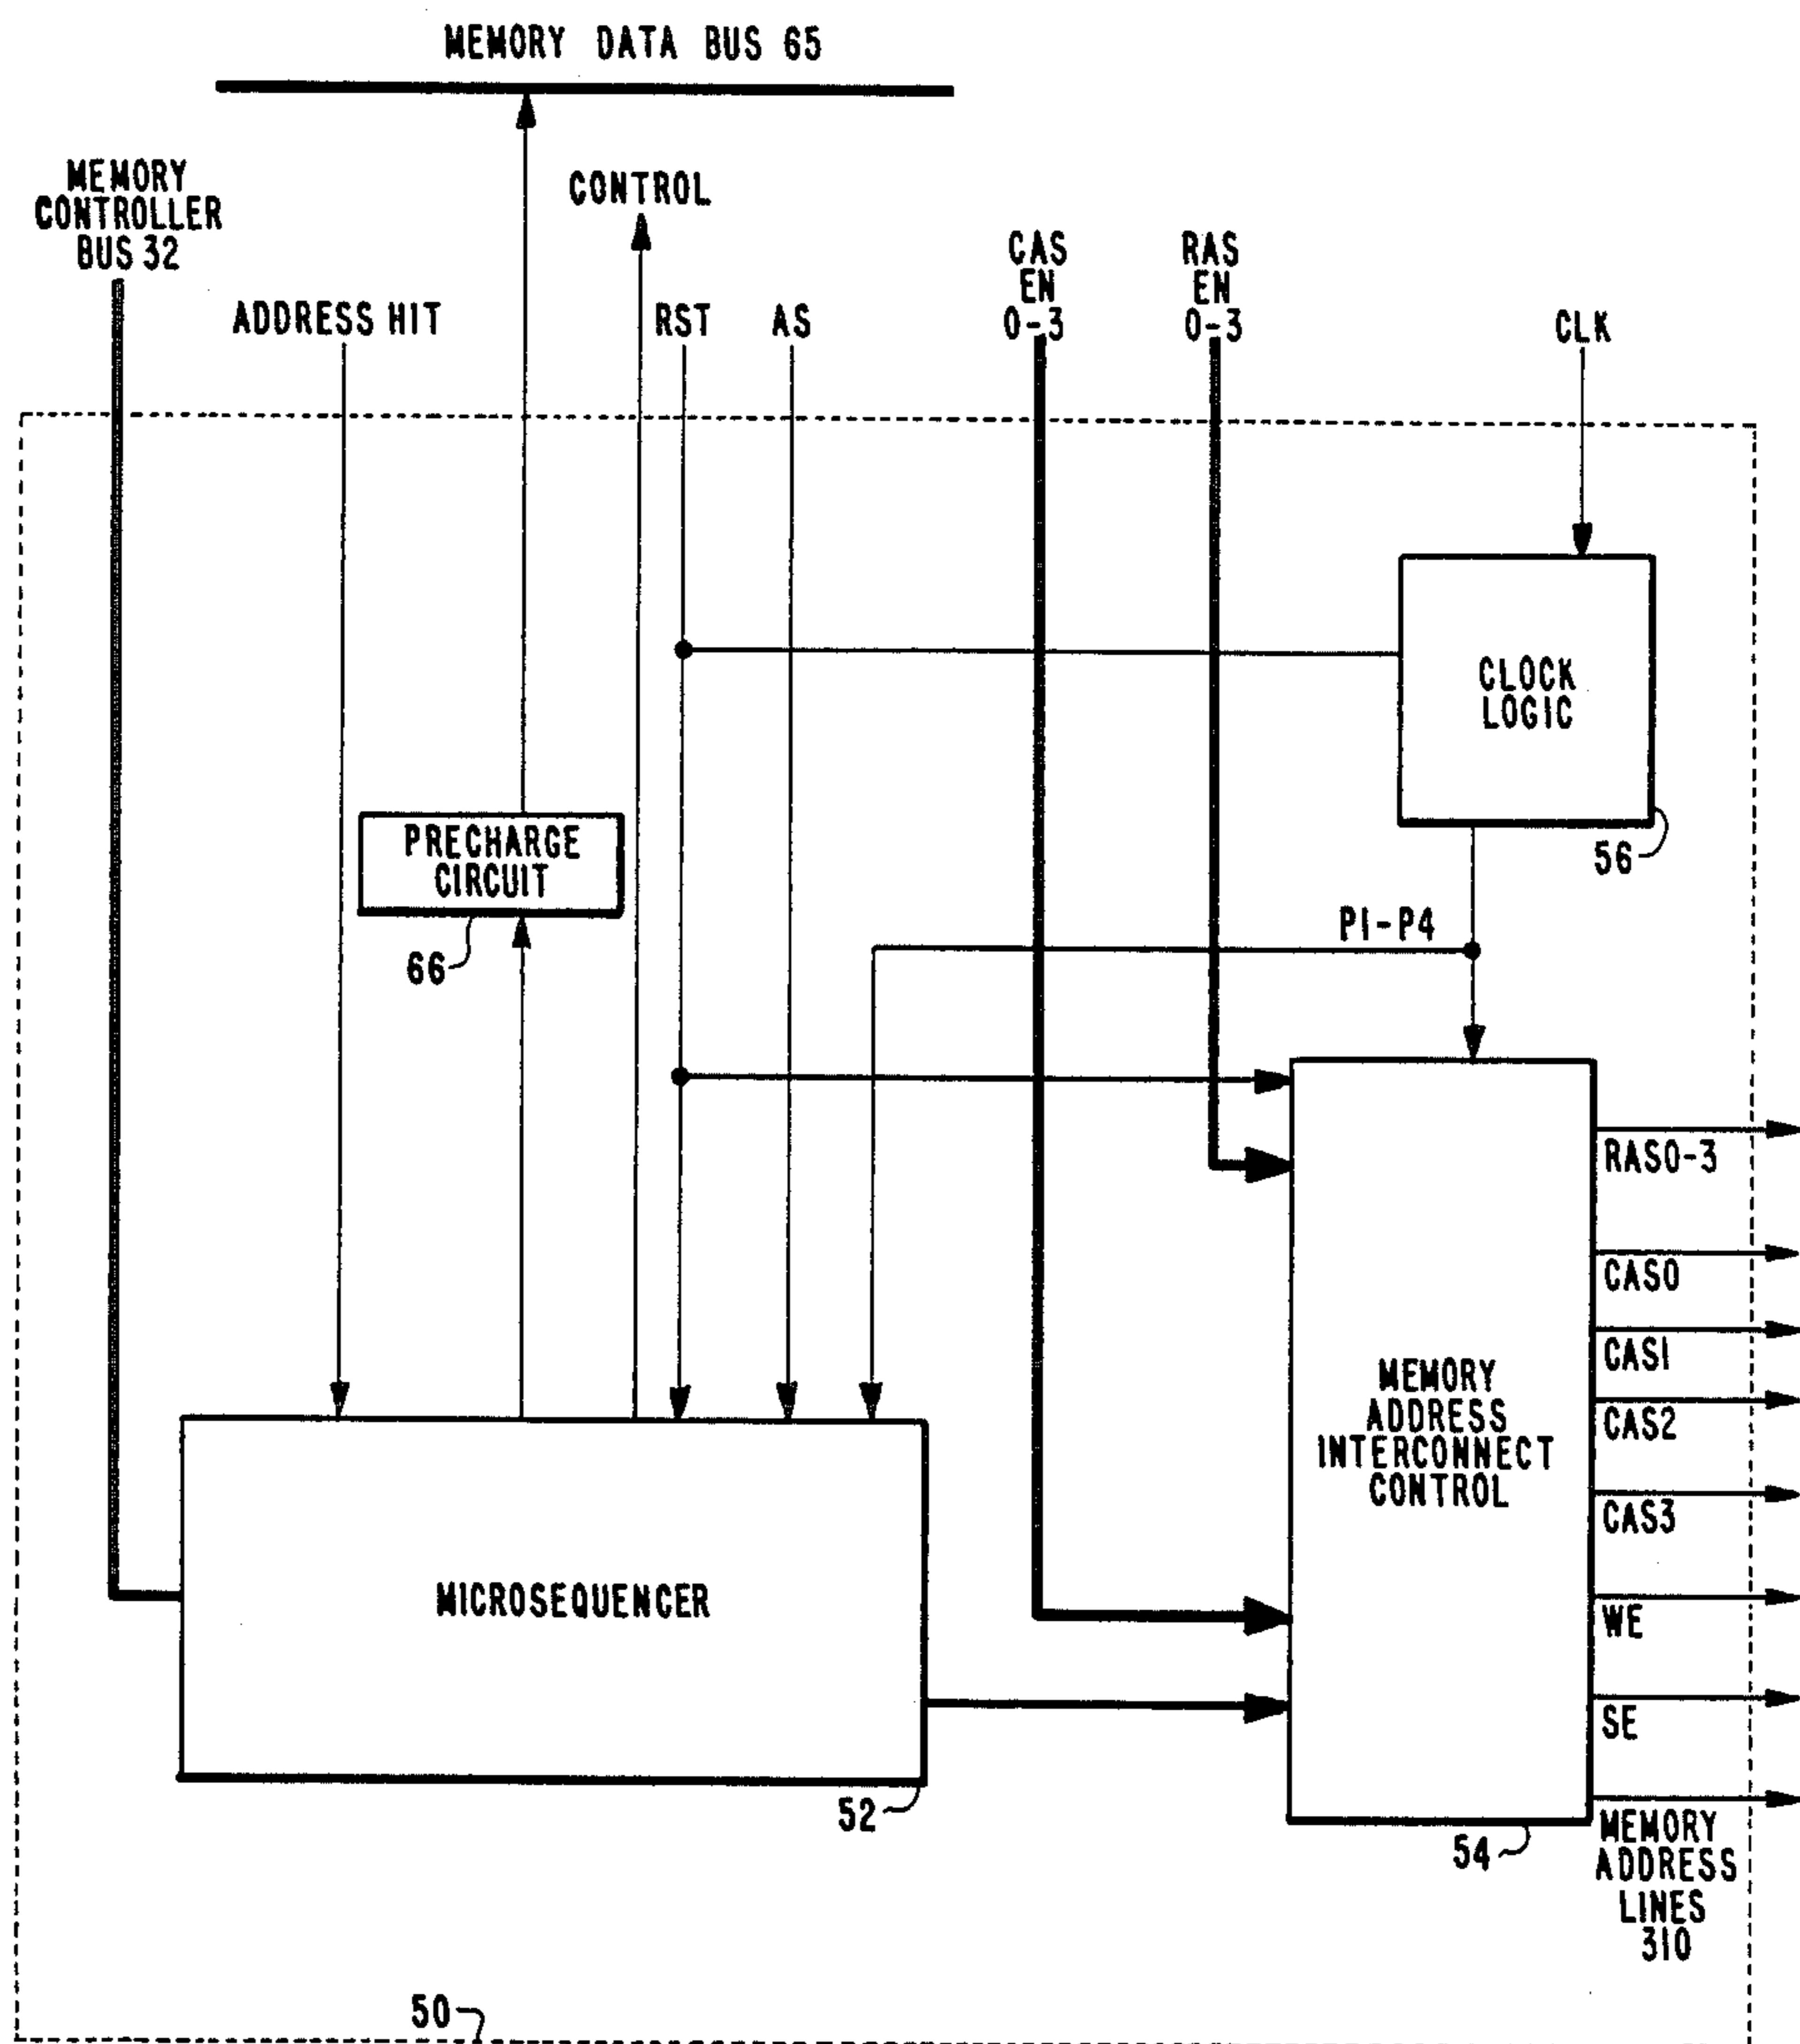 MEMORY DATA BUS 65
MEMORY
CONTROLLER
BUS 32
CONTROL
ADDRESS HIT
RST
AS
CAS
EN
0-3
RAS
EN
0-3
CLK
CLOCK
LOGIC
56
PRECHARGE
CIRCUIT
66
P1-P4
MICROSEQUENCER
52
MEMORY
ADDRESS
INTERCONNECT
CONTROL
54
RAS0-3
CAS0
CAS1
CAS2
CAS3
WE
SE
MEMORY
ADDRESS
LINES
310
50